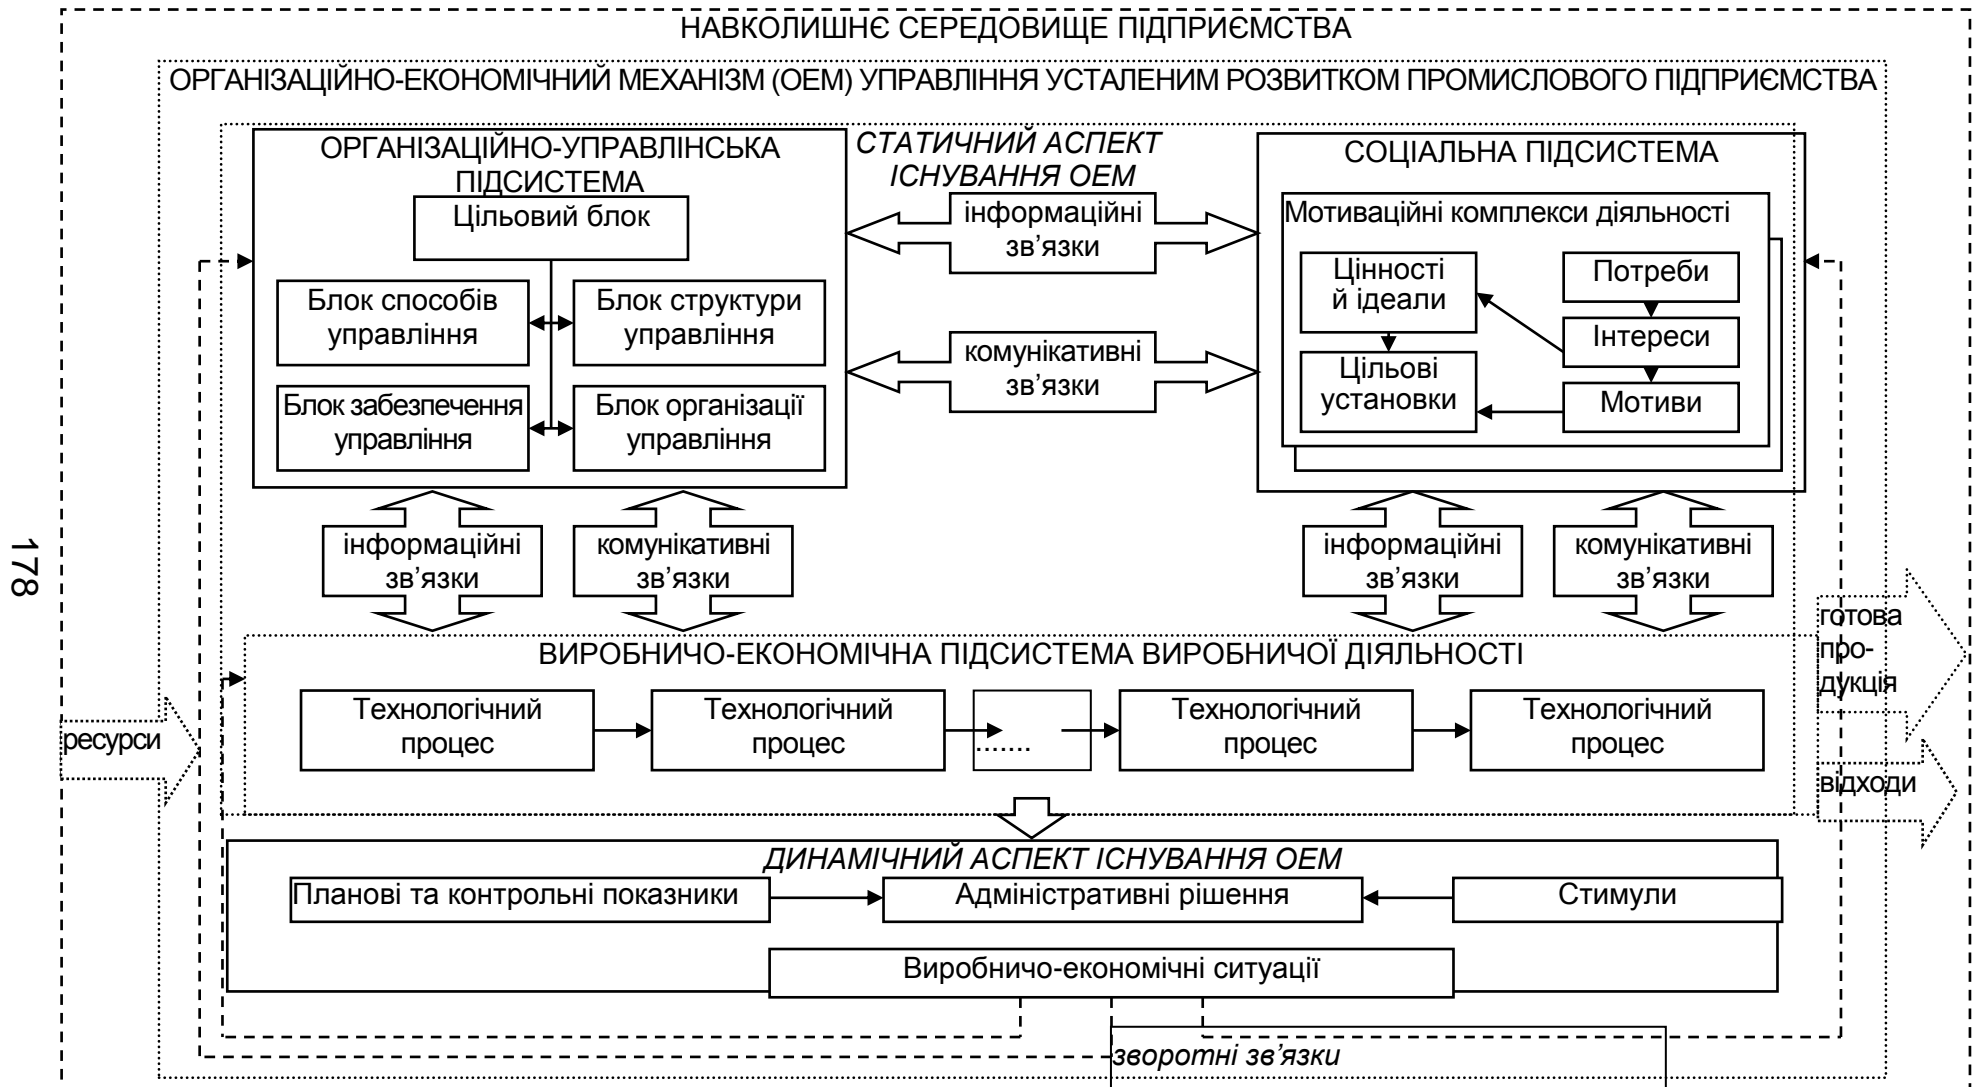 НАВКОЛИШНЄ СЕРЕДОВИЩЕ ПІДПРИЄМСТВА
ОРГАНІЗАЦІЙНО-ЕКОНОМІЧНИЙ МЕХАНІЗМ (ОЕМ) УПРАВЛІННЯ УСТАЛЕНИМ РОЗВИТКОМ ПРОМИСЛОВОГО ПІДПРИЄМСТВА
ОРГАНІЗАЦІЙНО-УПРАВЛІНСЬКА
ПІДСИСТЕМА
Цільовий блок
Блок способів
управління
Блок структури
управління
Блок забезпечення
управління
Блок організації
управління
СТАТИЧНИЙ АСПЕКТ
ІСНУВАННЯ ОЕМ
інформаційні
зв’язки
комунікативні
зв’язки
СОЦІАЛЬНА ПІДСИСТЕМА
Мотиваційні комплекси діяльності
Цінності
й ідеали
Потреби
Інтереси
Цільові
установки
Мотиви
інформаційні
зв’язки
комунікативні
зв’язки
інформаційні
зв’язки
комунікативні
зв’язки
178
ВИРОБНИЧО-ЕКОНОМІЧНА ПІДСИСТЕМА ВИРОБНИЧОЇ ДІЯЛЬНОСТІ
ресурси
Технологічний
процес
Технологічний
процес
.......
Технологічний
процес
Технологічний
процес
готова
про-
дукція
відходи
ДИНАМІЧНИЙ АСПЕКТ ІСНУВАННЯ ОЕМ
Планові та контрольні показники
Адміністративні рішення
Стимули
Виробничо-економічні ситуації
зворотні зв’язки